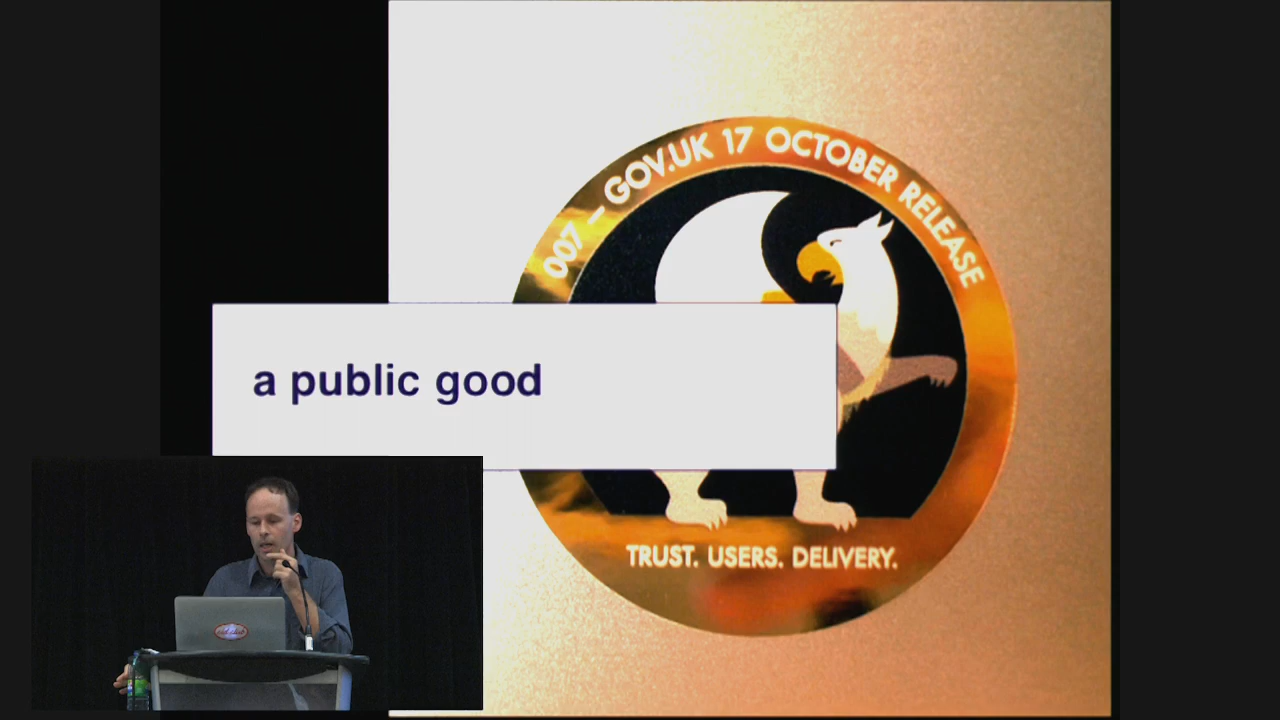 007 – GOV.UK 17 OCTOBER RELEASE
a public good
TRUST. USERS. DELIVERY.